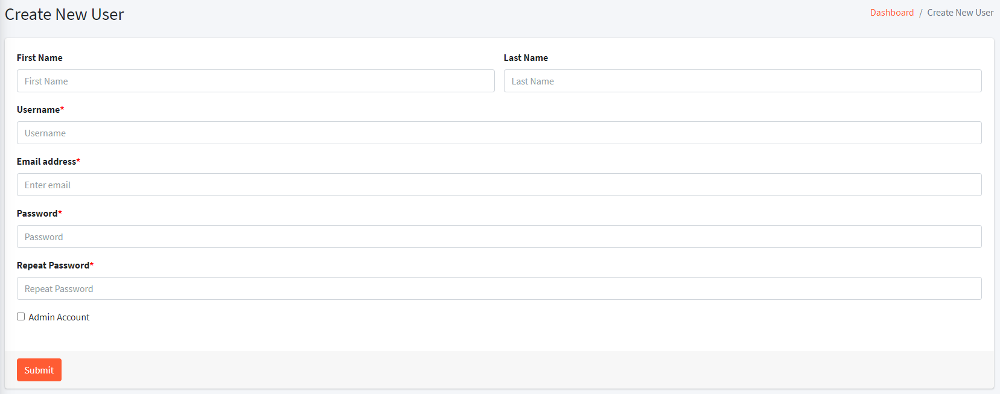 Create New User
Dashboard / Create New User
First Name
Last Name
First Name
Last Name
Username*
Username
Email address*
Enter email
Password*
Password
Repeat Password*
Repeat Password
Admin Account
Submit